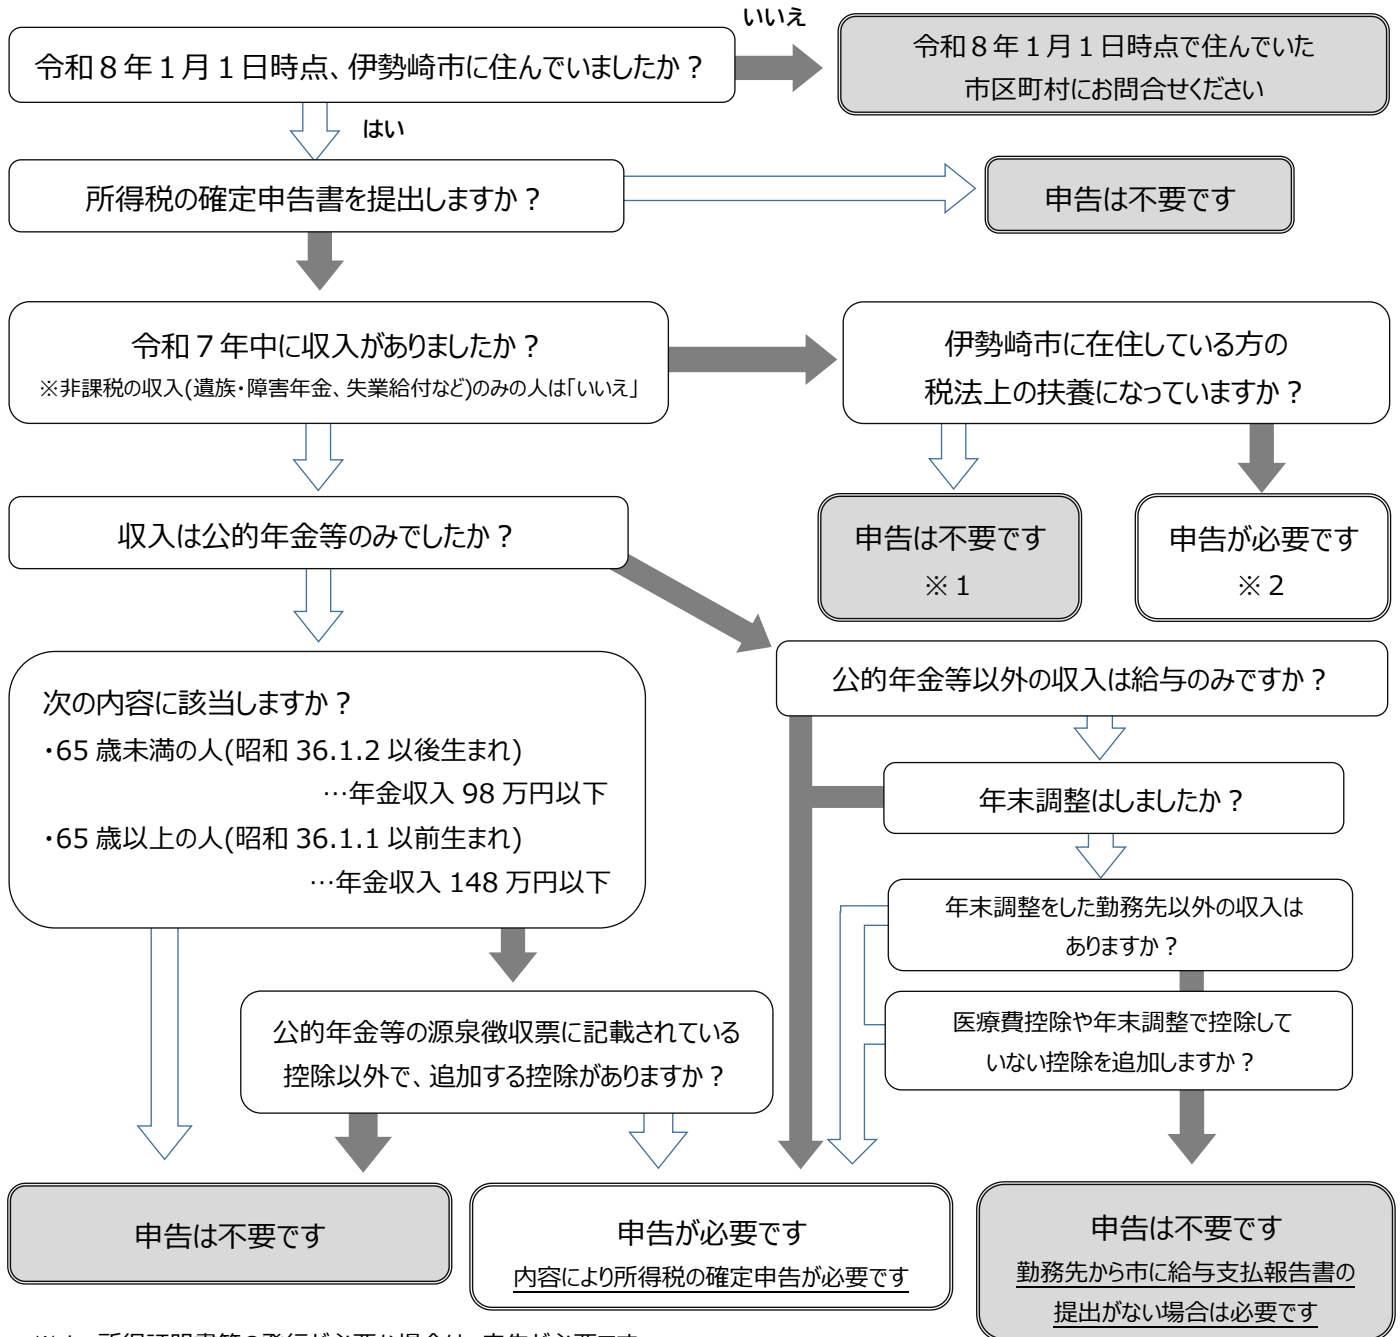 いいえ
令和８年１月１日時点、伊勢崎市に住んでいましたか？
令和８年１月１日時点で住んでいた
市区町村にお問合せください
はい
所得税の確定申告書を提出しますか？
申告は不要です
令和７年中に収入がありましたか？
※非課税の収入(遺族・障害年金、失業給付など)のみの人は「いいえ」
伊勢崎市に在住している方の
税法上の扶養になっていますか？
収入は公的年金等のみでしたか？
申告は不要です
※１
申告が必要です
※２
公的年金等以外の収入は給与のみですか？
次の内容に該当しますか？
・65 歳未満の人(昭和 36.1.2 以後生まれ)
…年金収入 98 万円以下
・65 歳以上の人(昭和 36.1.1 以前生まれ)
…年金収入 148 万円以下
年末調整はしましたか？
年末調整をした勤務先以外の収入は
ありますか？
公的年金等の源泉徴収票に記載されている
控除以外で、追加する控除がありますか？
医療費控除や年末調整で控除して
いない控除を追加しますか？
申告は不要です
申告が必要です
内容により所得税の確定申告が必要です
申告は不要です
勤務先から市に給与支払報告書の
提出がない場合は必要です